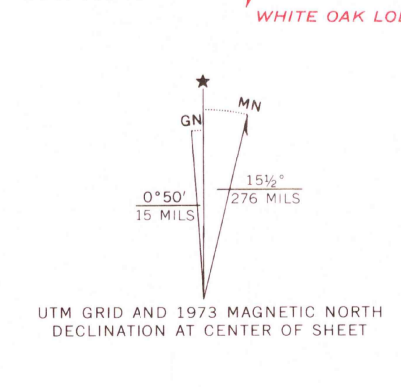 WHITE OAK LO
MN
GN
15½°
276 MILS
0°50'
15 MILS
UTM GRID AND 1973 MAGNETIC NORTH
DECLINATION AT CENTER OF SHEET